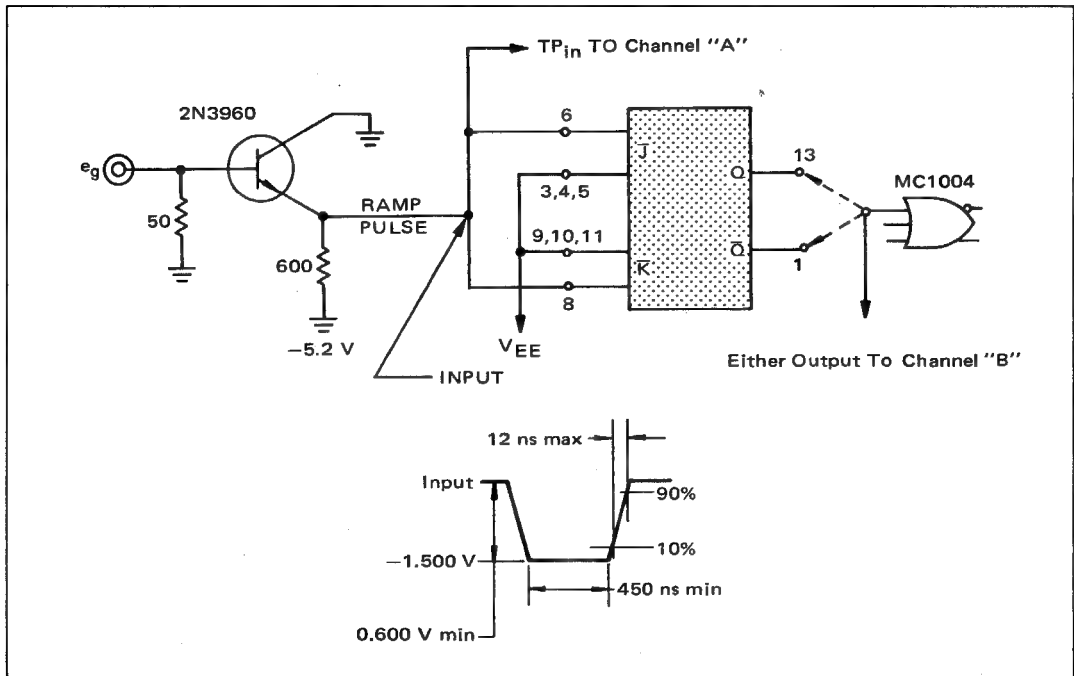 TPin TO Channel "A"
2N3960
6
eg
J̅
Q
13
MC1004
50
RAMP
PULSE
3,4,5
600
9,10,11
K̅
Q̅
1
8
−5.2 V
VEE
INPUT
Either Output To Channel "B"
12 ns max
Input
90%
10%
−1.500 V
450 ns min
0.600 V min